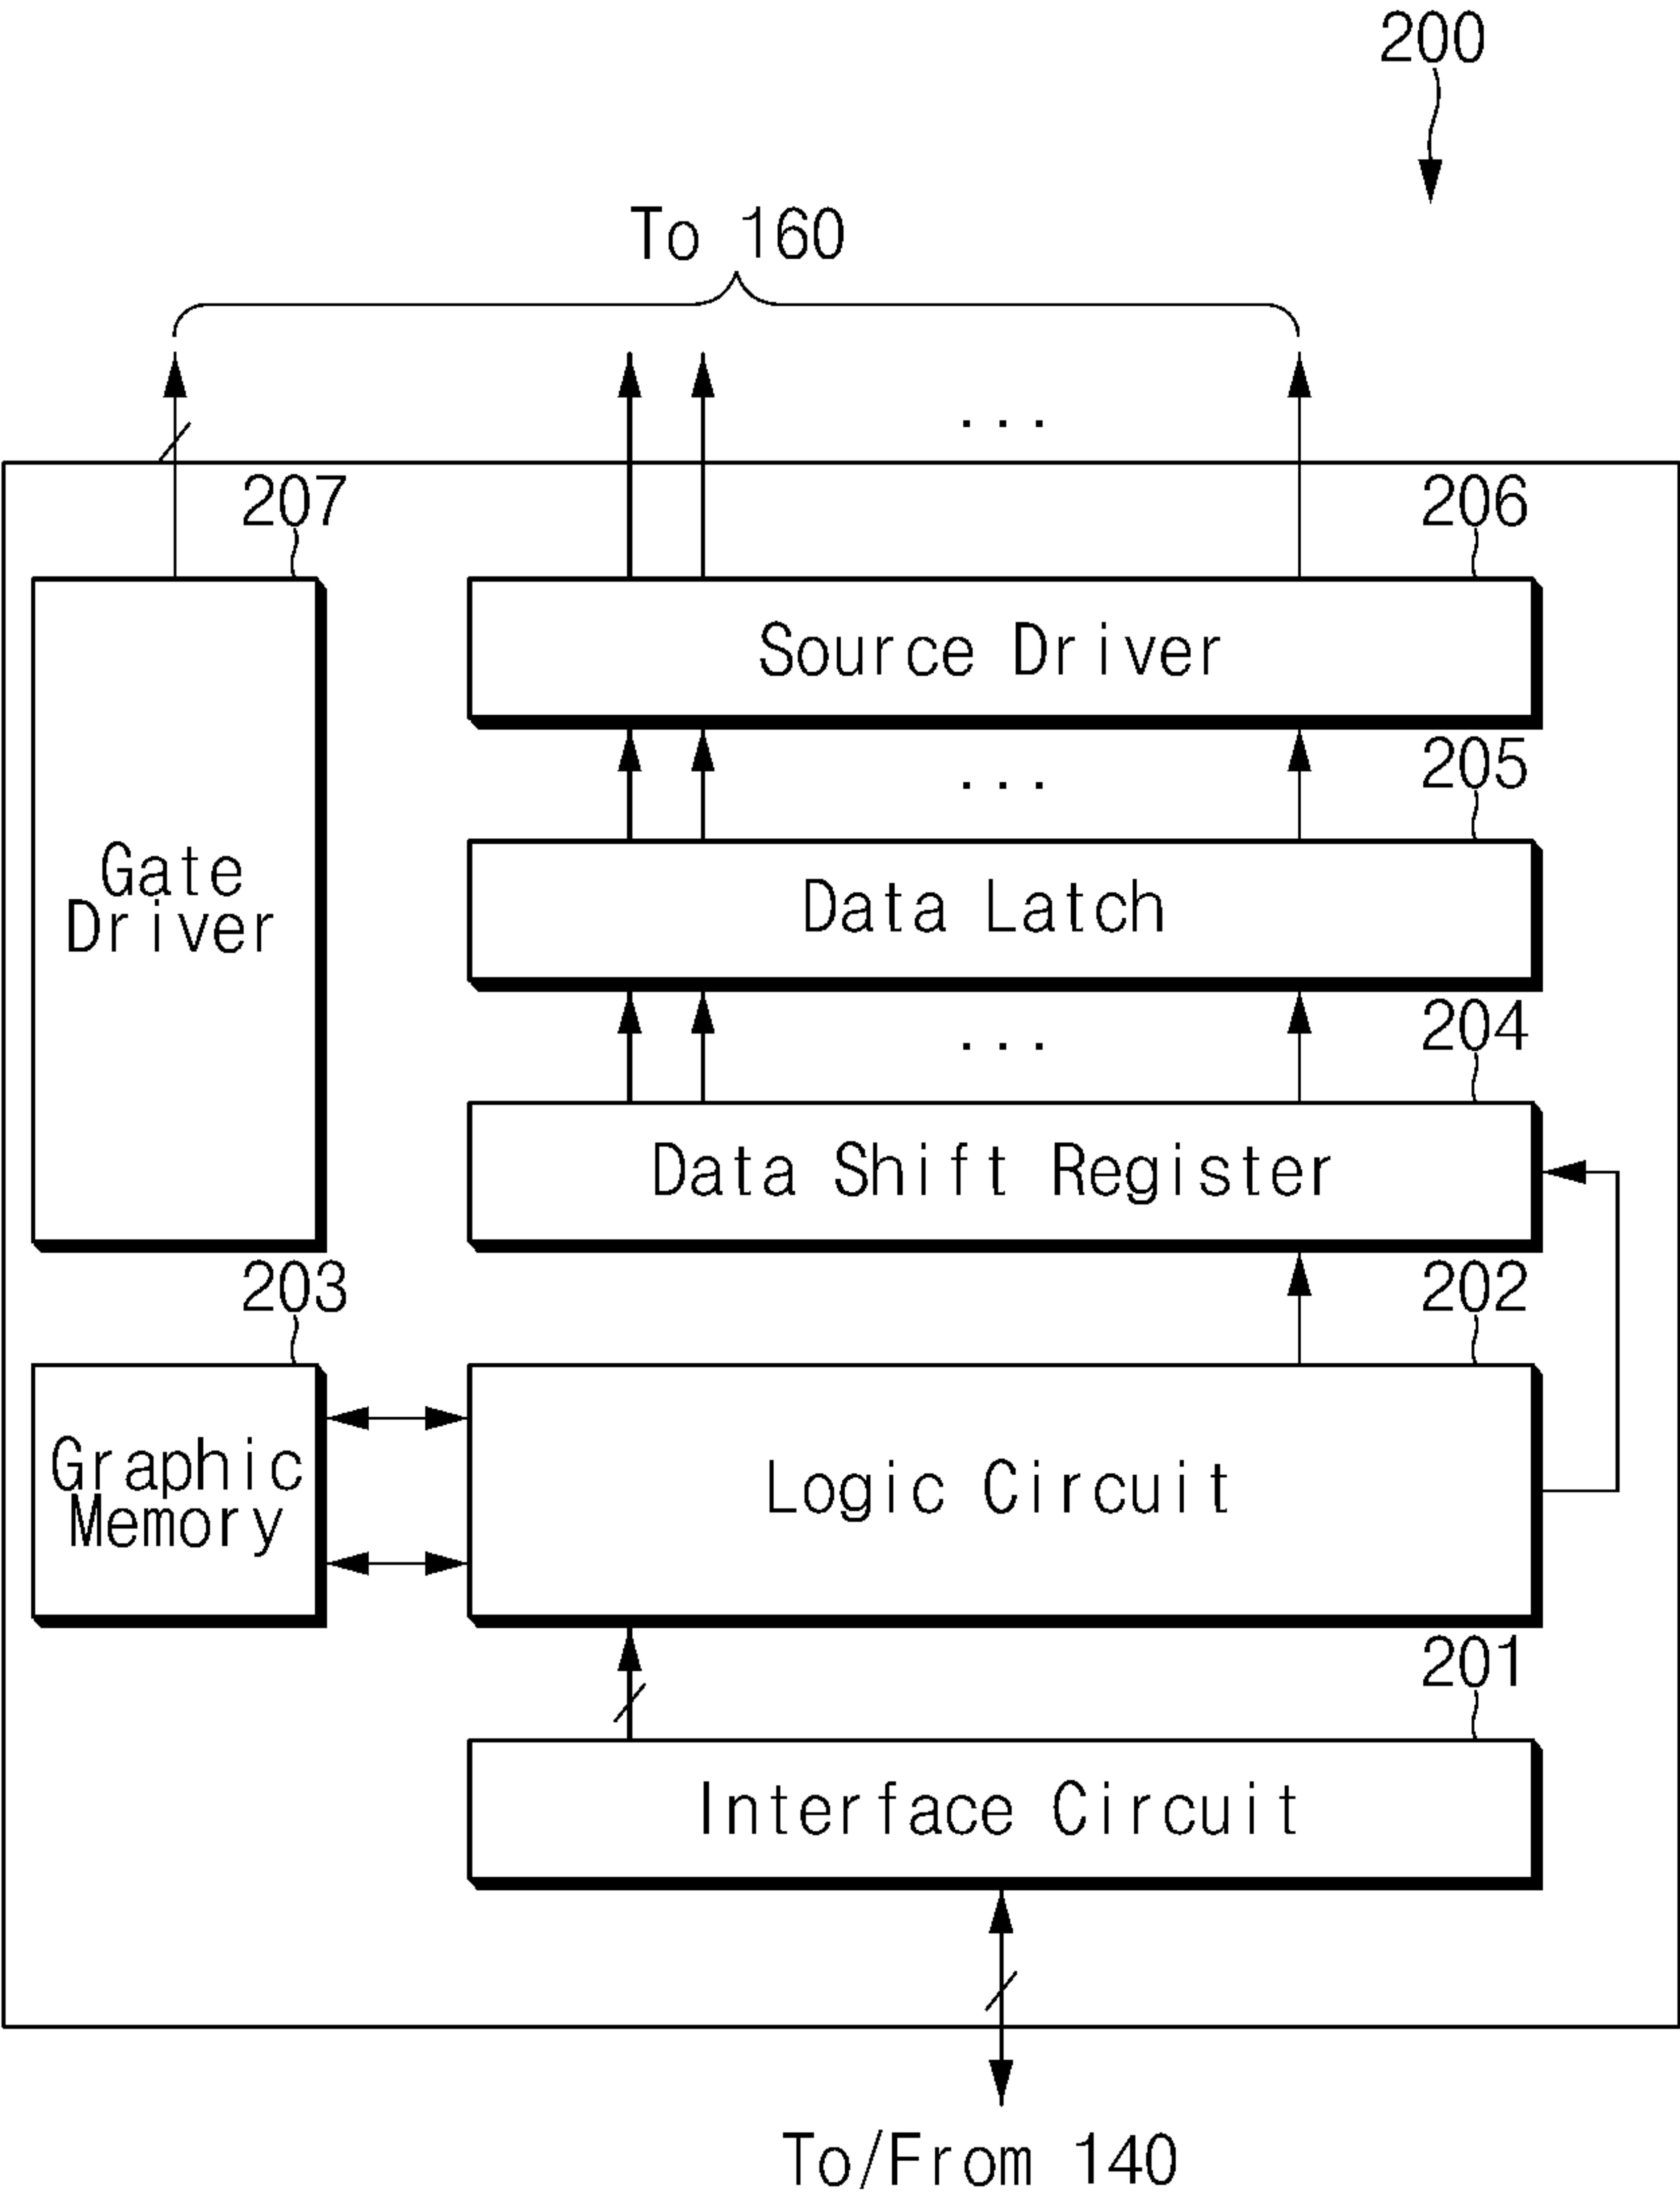 200
To 160
...
207
206
Source Driver
...
205
Gate
Driver
Data Latch
...
204
Data Shift Register
203
202
Graphic
Memory
Logic Circuit
201
Interface Circuit
To/From 140